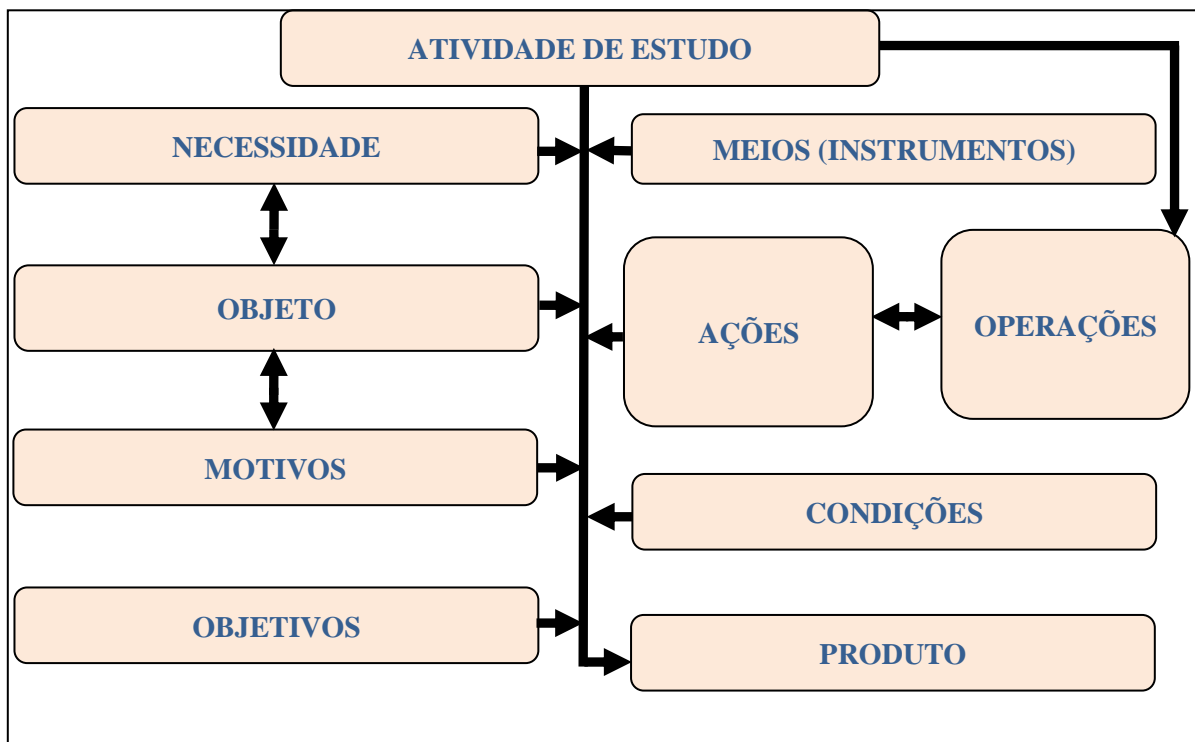 ATIVIDADE DE ESTUDO
NECESSIDADE
MEIOS (INSTRUMENTOS)
OBJETO
AÇÕES
OPERAÇÕES
MOTIVOS
CONDIÇÕES
OBJETIVOS
PRODUTO